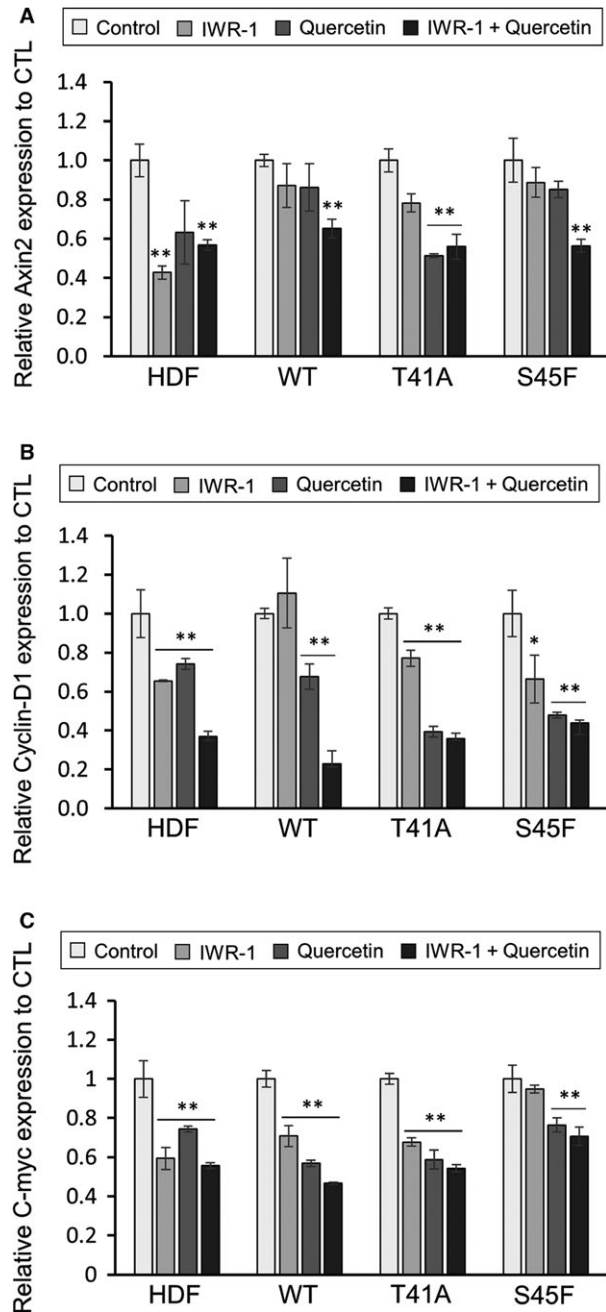 A
Control IWR-1 Quercetin IWR-1 + Quercetin
Relative Axin2 expression to CTL
1.4
1.2
1.0
0.8
0.6
0.4
0.2
0.0
** ** ** ** **
HDF WT T41A S45F
B
Control IWR-1 Quercetin IWR-1 + Quercetin
Relative Cyclin-D1 expression to CTL
1.4
1.2
1.0
0.8
0.6
0.4
0.2
0.0
** ** ** * **
HDF WT T41A S45F
C
Control IWR-1 Quercetin IWR-1 + Quercetin
Relative C-myc expression to CTL
1.4
1.2
1
0.8
0.6
0.4
0.2
0
** ** ** **
HDF WT T41A S45F